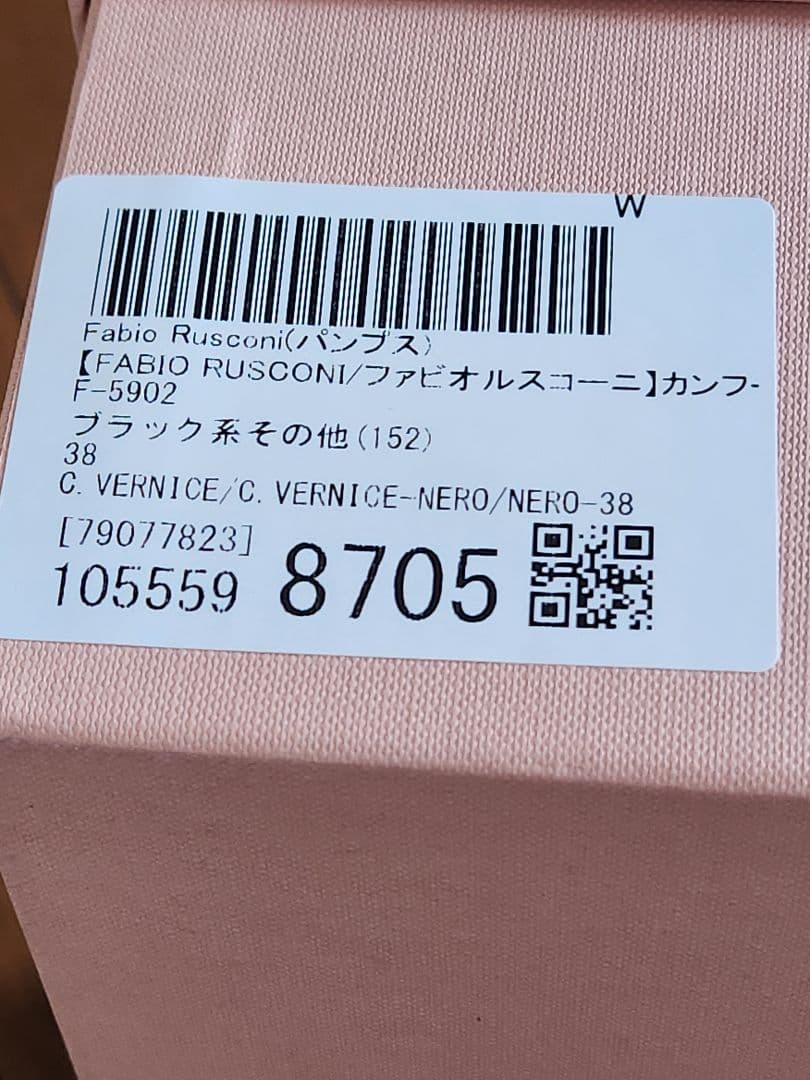 W
Fabio Rusconi(パンプス)
【FABIO RUSCONI/ファビオルスコーニ】カンフ-
F-5902
ブラック系その他(152)
38
C. VERNICE/C. VERNICE-NERO/NERO-38
[79077823]
105559 8705